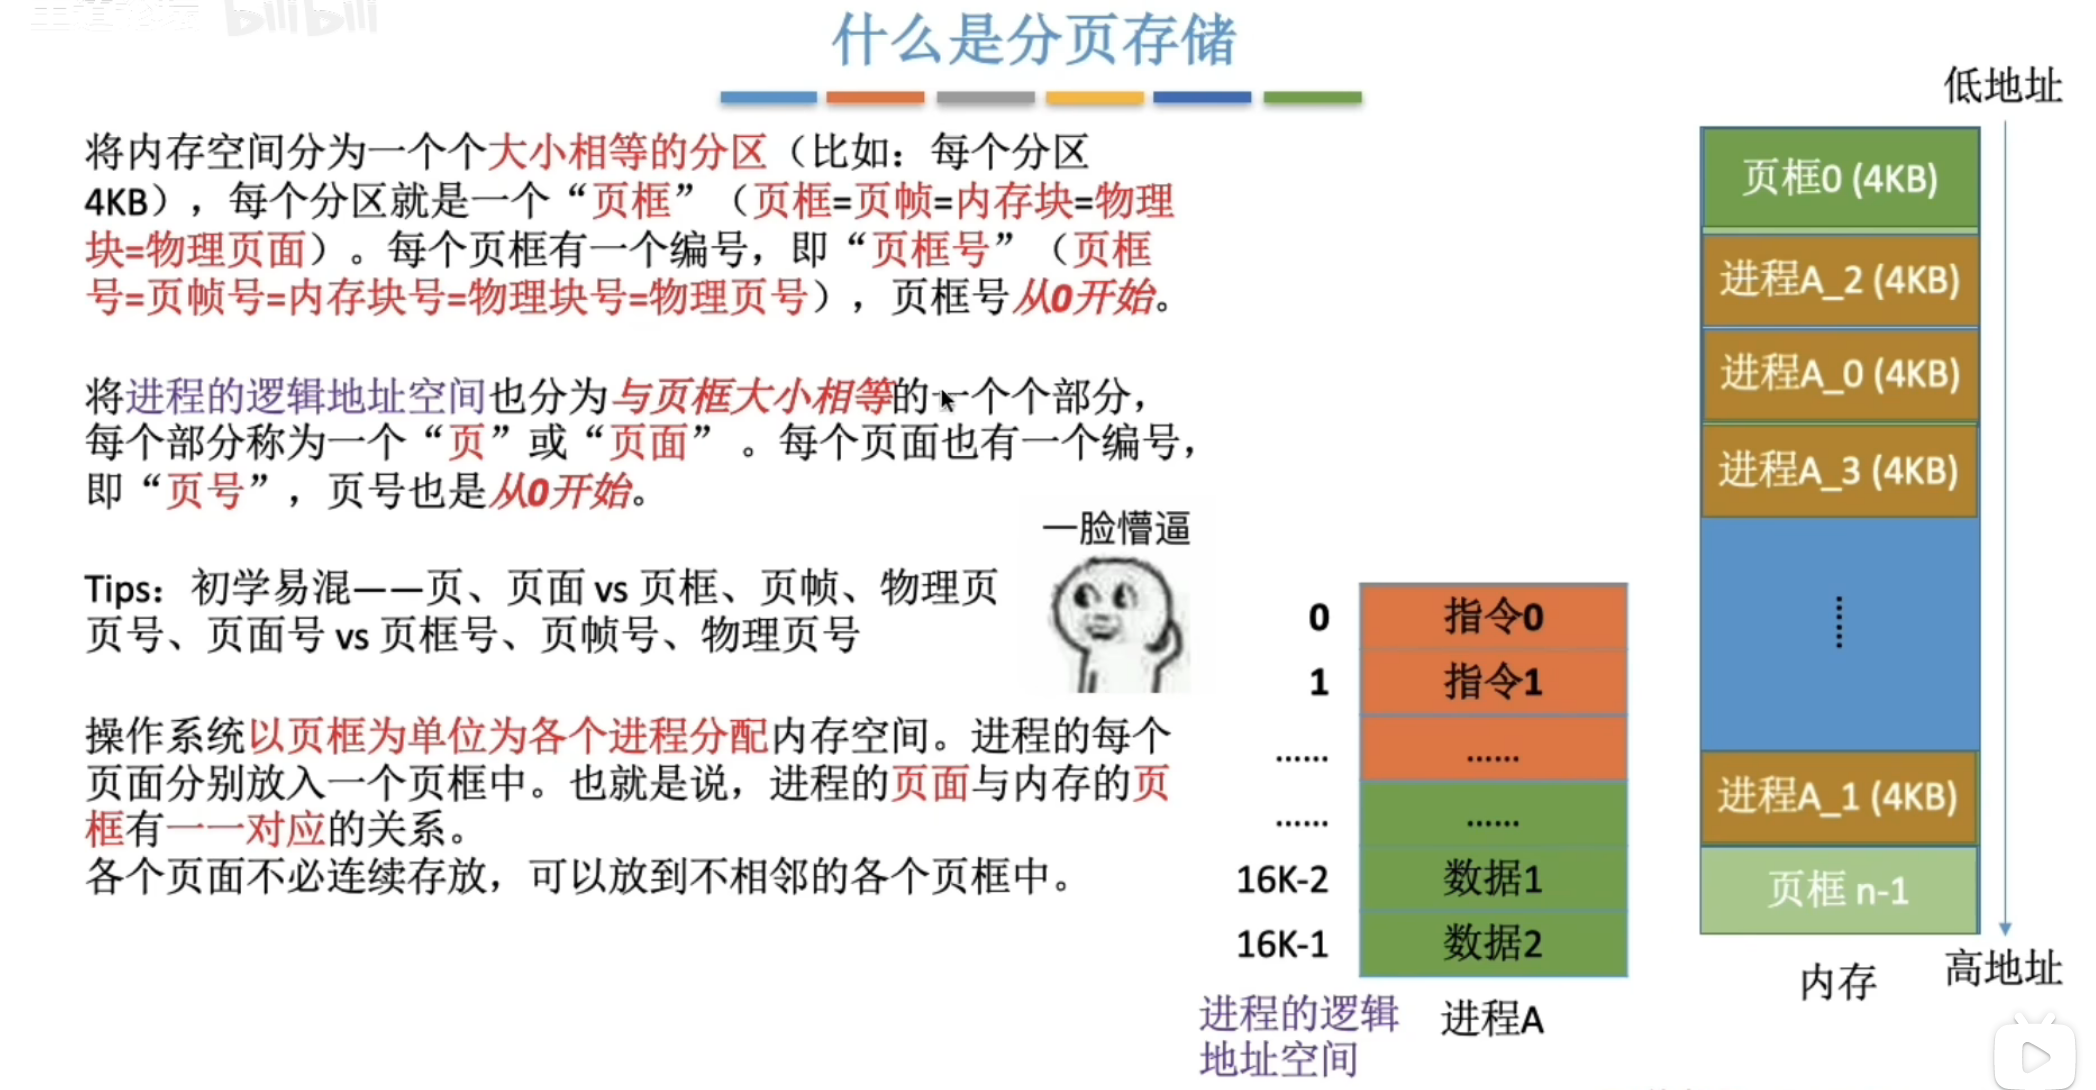 bilibili
什么是分页存储
将内存空间分为一个个大小相等的分区（比如：每个分区
4KB），每个分区就是一个“页框”（页框=页帧=内存块=物理
块=物理页面）。每个页框有一个编号，即“页框号”（页框
号=页帧号=内存块号=物理块号=物理页号），页框号从0开始。
将进程的逻辑地址空间也分为与页框大小相等的一个个部分，
每个部分称为一个“页”或“页面” 。每个页面也有一个编号，
即“页号”，页号也是从0开始。
Tips：初学易混——页、页面 vs 页框、页帧、物理页
页号、页面号 vs 页框号、页帧号、物理页号
一脸懵逼
操作系统以页框为单位为各个进程分配内存空间。进程的每个
页面分别放入一个页框中。也就是说，进程的页面与内存的页
框有一一对应的关系。
各个页面不必连续存放，可以放到不相邻的各个页框中。
0 指令0
1 指令1
...... ......
...... ......
16K-2 数据1
16K-1 数据2
进程的逻辑
地址空间
进程A
低地址
页框0 (4KB)
进程A_2 (4KB)
进程A_0 (4KB)
进程A_3 (4KB)
......
进程A_1 (4KB)
页框 n-1
内存
高地址